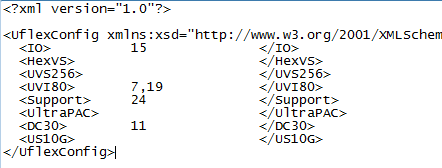 <?xml version="1.0"?>
<UflexConfig xmlns:xsd="http://www.w3.org/2001/XMLSchem
<IO> 15 </IO>
<HexVS> </HexVS>
<UVS256> </UVS256>
<UVI80> 7,19 </UVI80>
<Support> 24 </Support>
<UltraPAC> </UltraPAC>
<DC30> 11 </DC30>
<US10G> </US10G>
</UflexConfig>